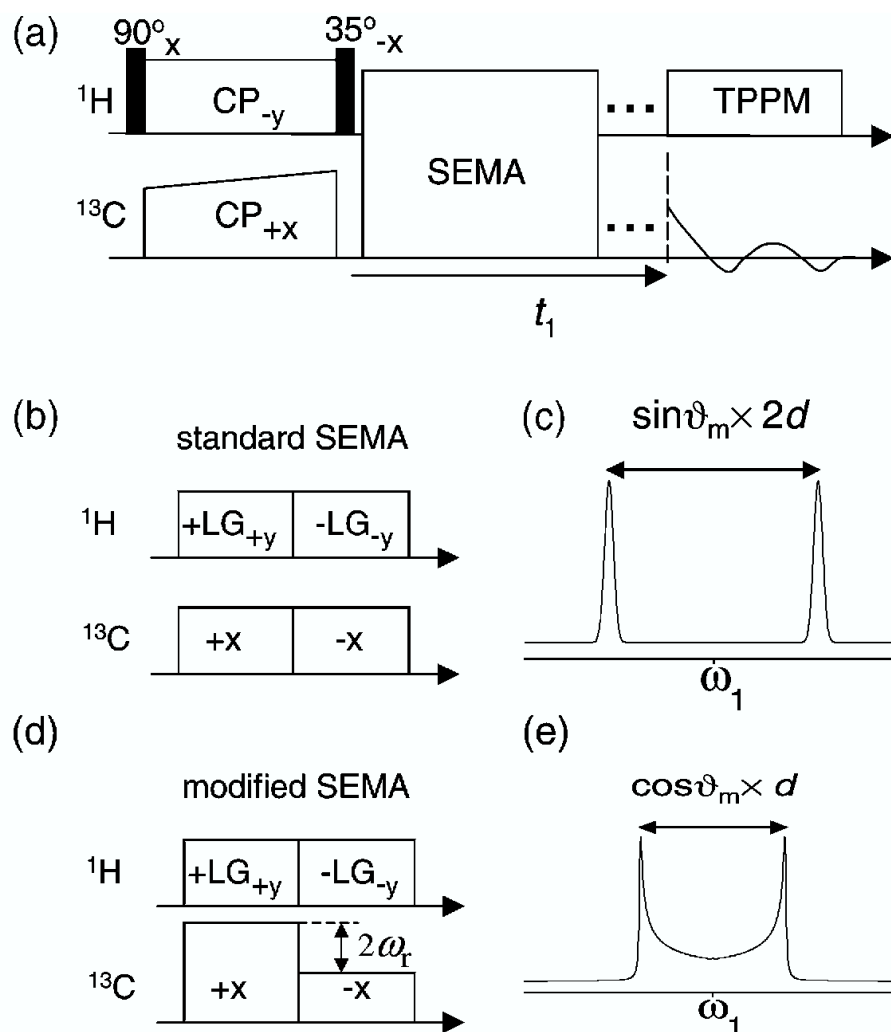 (a)
90°x 35°-x
¹H CP-y TPPM
SEMA
¹³C CP+x
t₁
(b) (c)
standard SEMA sinϑm × 2d
¹H +LG+y -LG-y
¹³C +x -x
ω₁
(d) (e)
modified SEMA cosϑm × d
¹H +LG+y -LG-y
2ωr
¹³C +x -x
ω₁